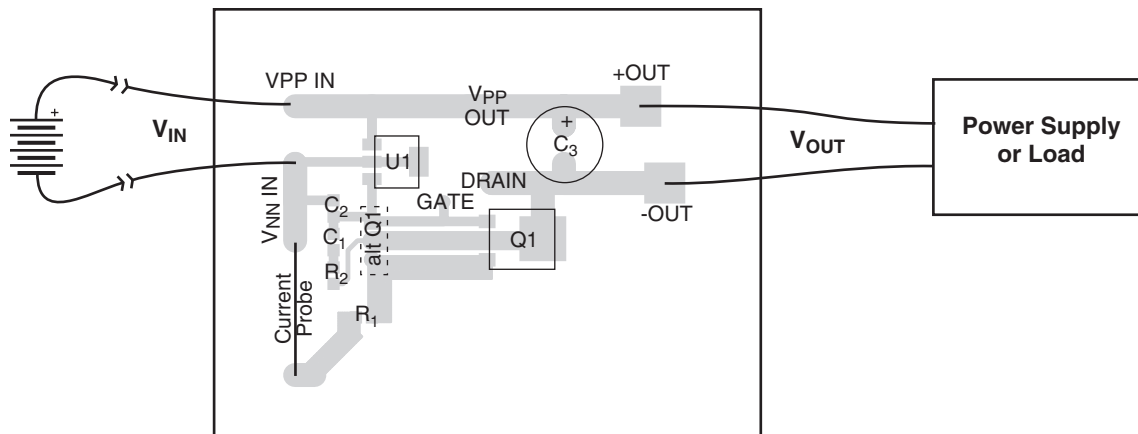 +OUT
VPP IN
VPP
OUT
+
VIN
+
C3
VOUT
Power Supply
or Load
U1
DRAIN
GATE
-OUT
VNN IN
C2
C1
R2
alt Q1
Q1
R1
Current
Probe